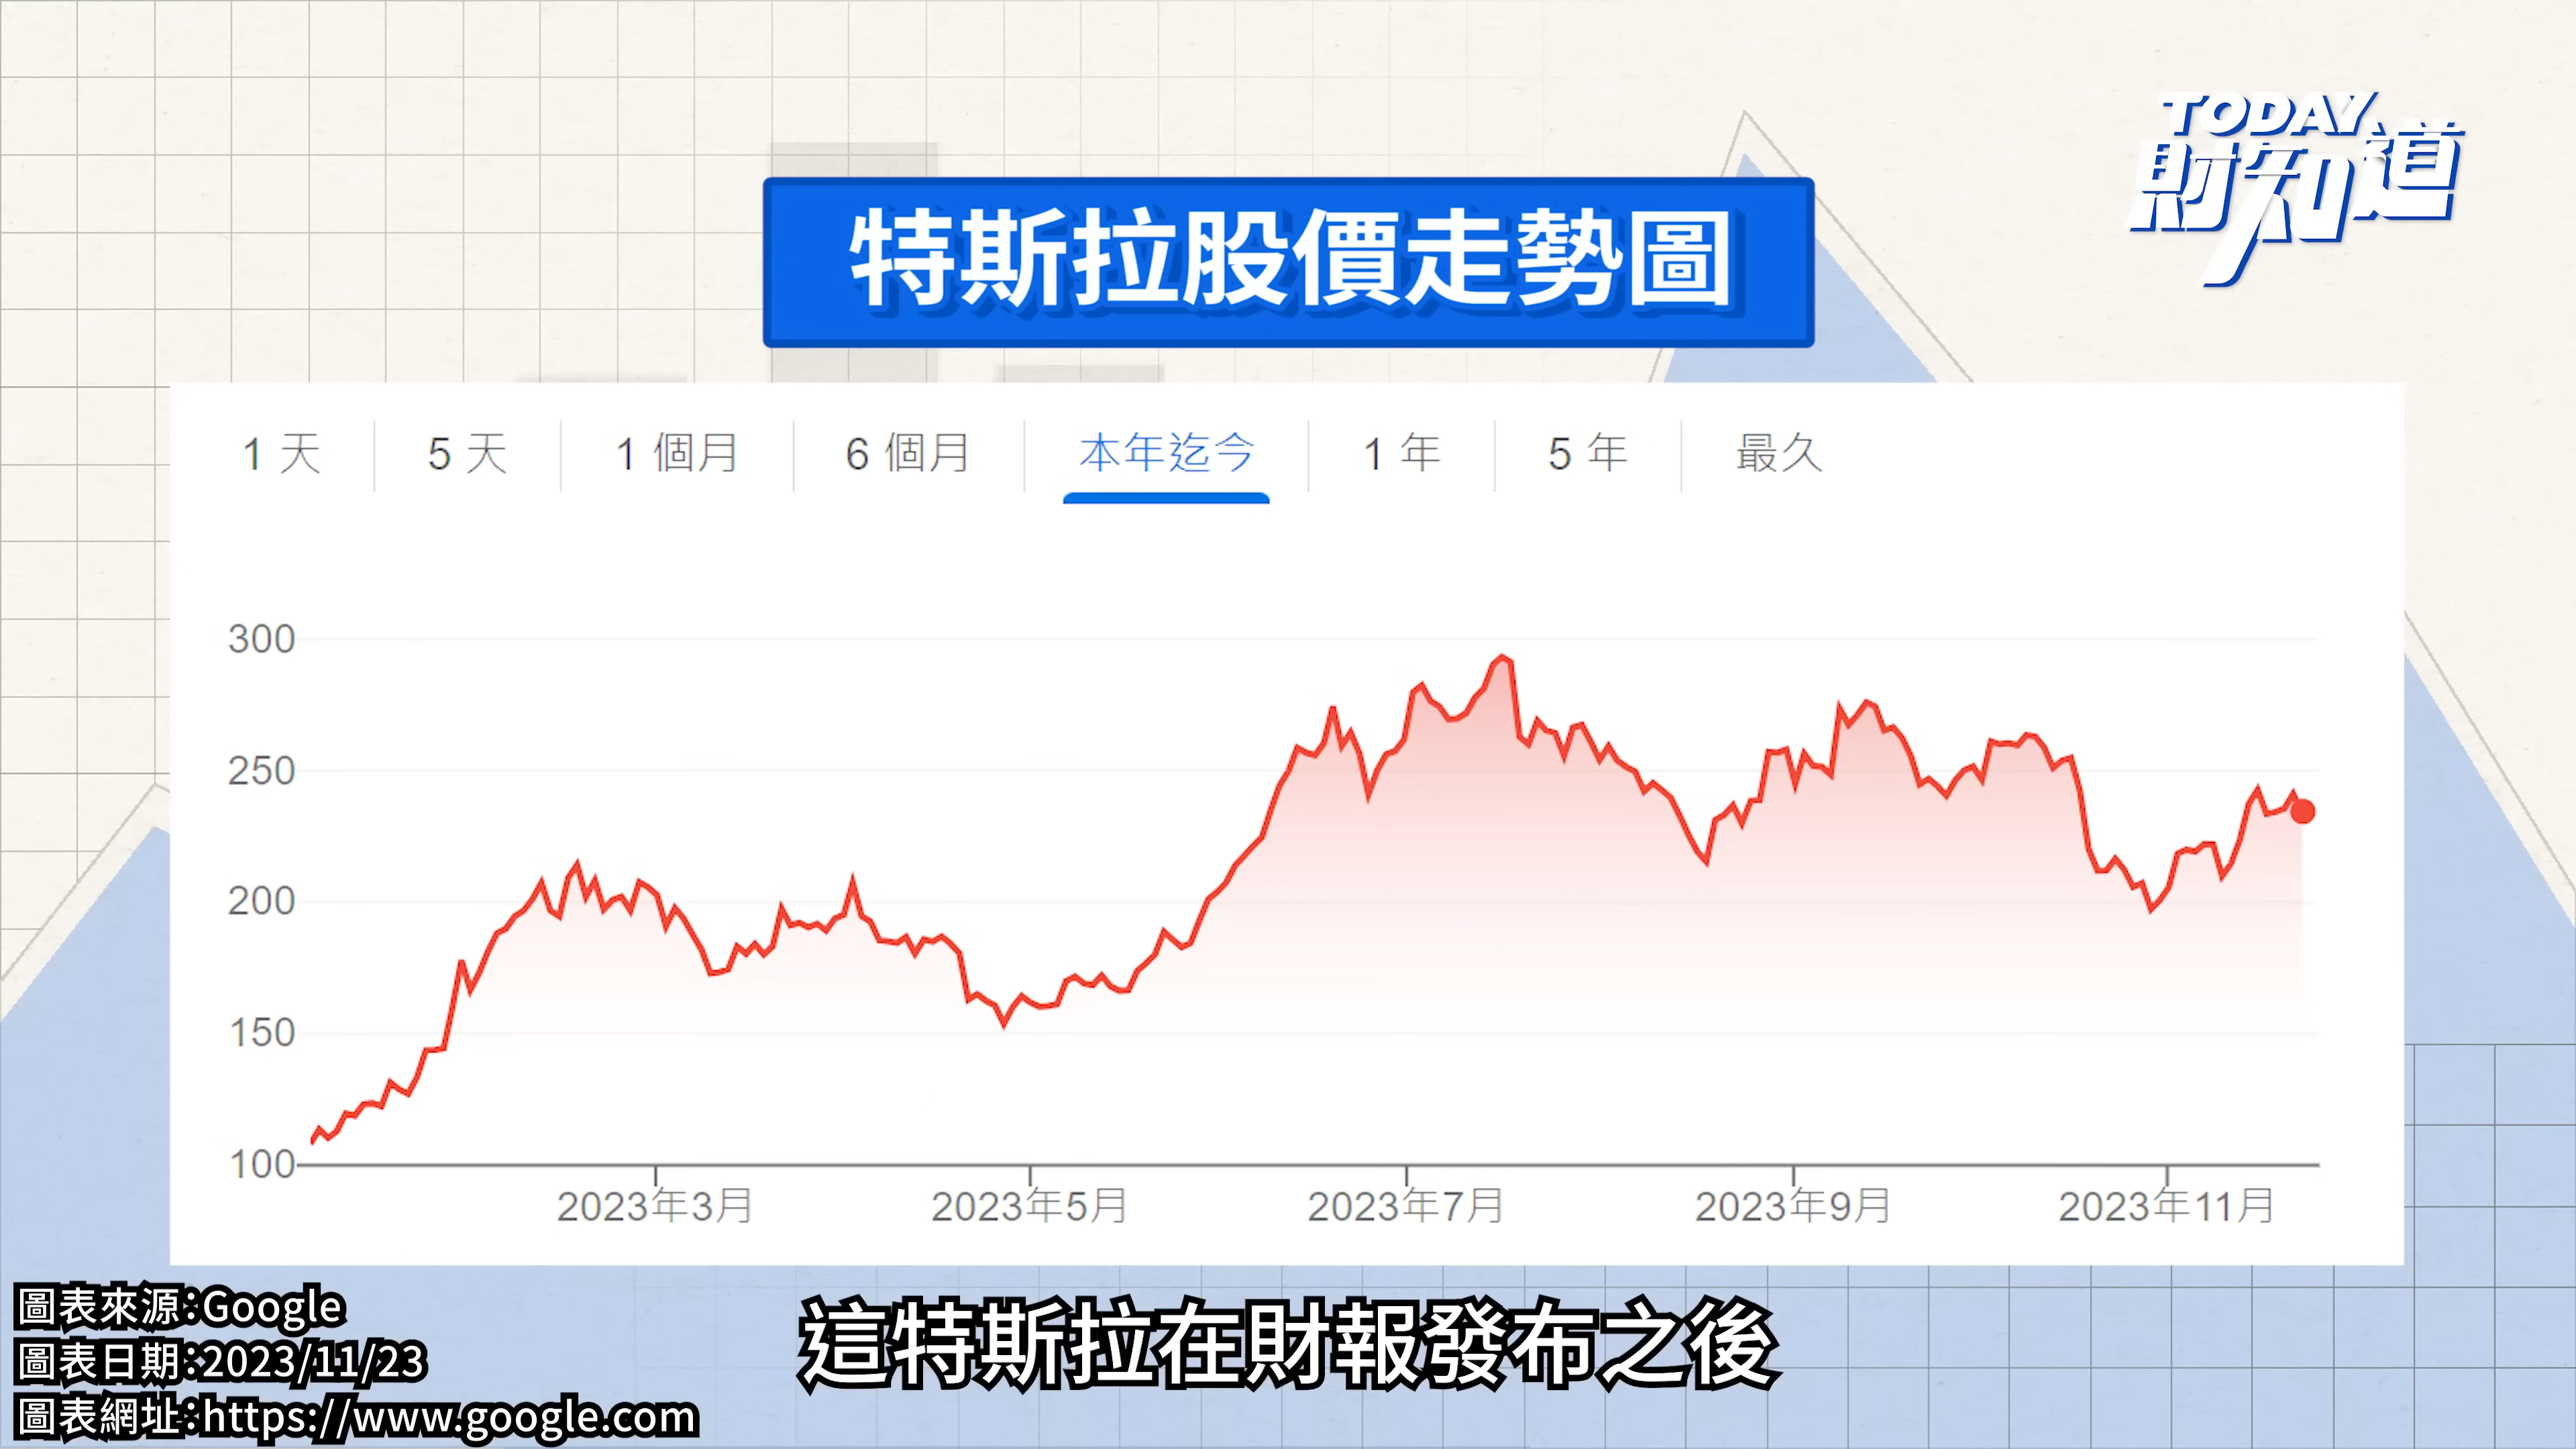 TODAY
財知道
特斯拉股價走勢圖
1 天 5 天 1 個月 6 個月 本年迄今 1 年 5 年 最久
300
250
200
150
100
2023年3月 2023年5月 2023年7月 2023年9月 2023年11月
這特斯拉在財報發布之後
圖表來源:Google
圖表日期:2023/11/23
圖表網址:https://www.google.com